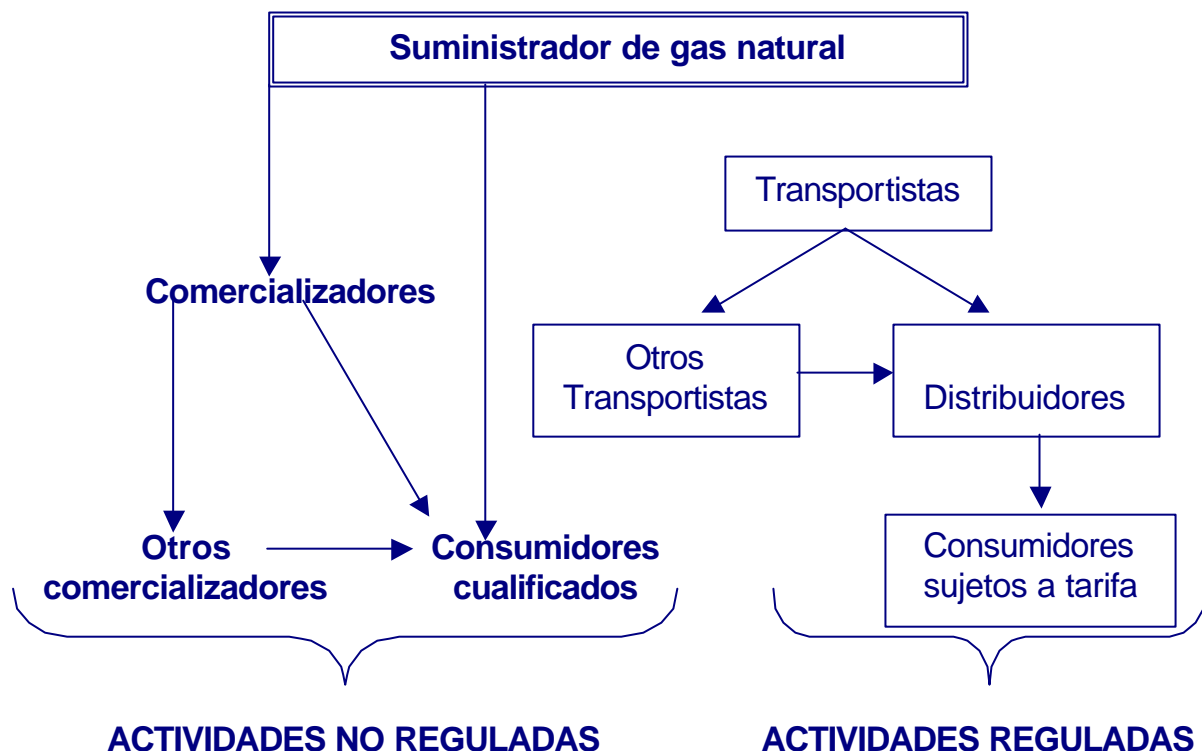 Suministrador de gas natural
Transportistas
Comercializadores
Otros
Transportistas
Distribuidores
Otros
comercializadores
Consumidores
cualificados
Consumidores
sujetos a tarifa
ACTIVIDADES NO REGULADAS
ACTIVIDADES REGULADAS